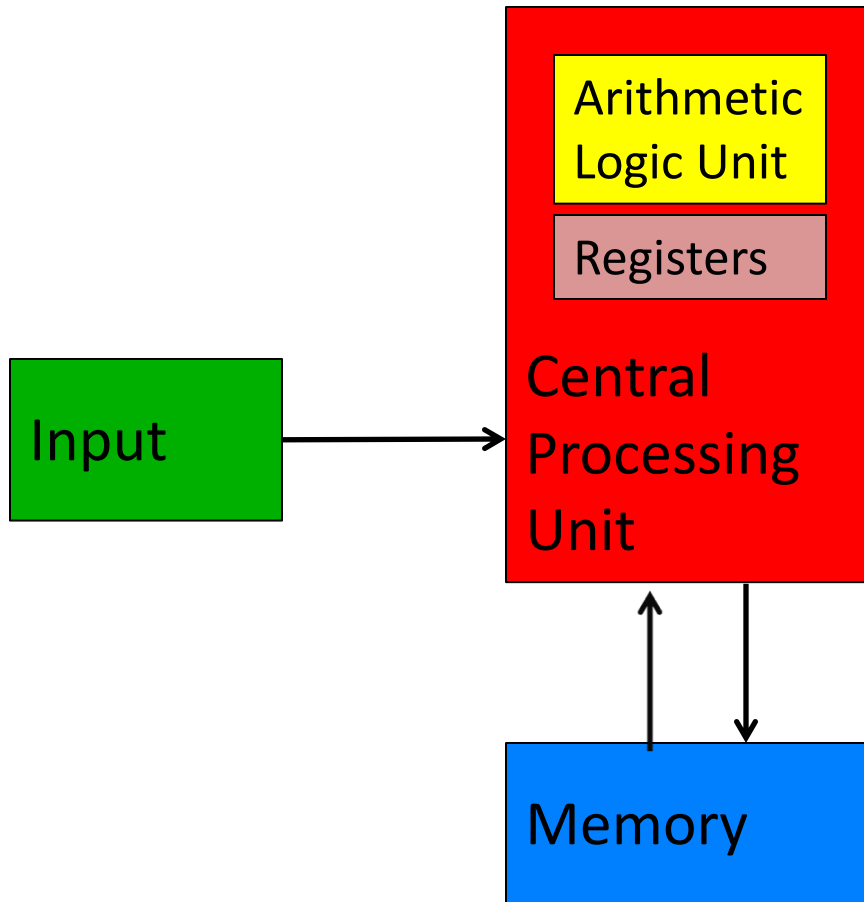 Arithmetic
Logic Unit
Registers
Central
Processing
Unit
Input
Memory